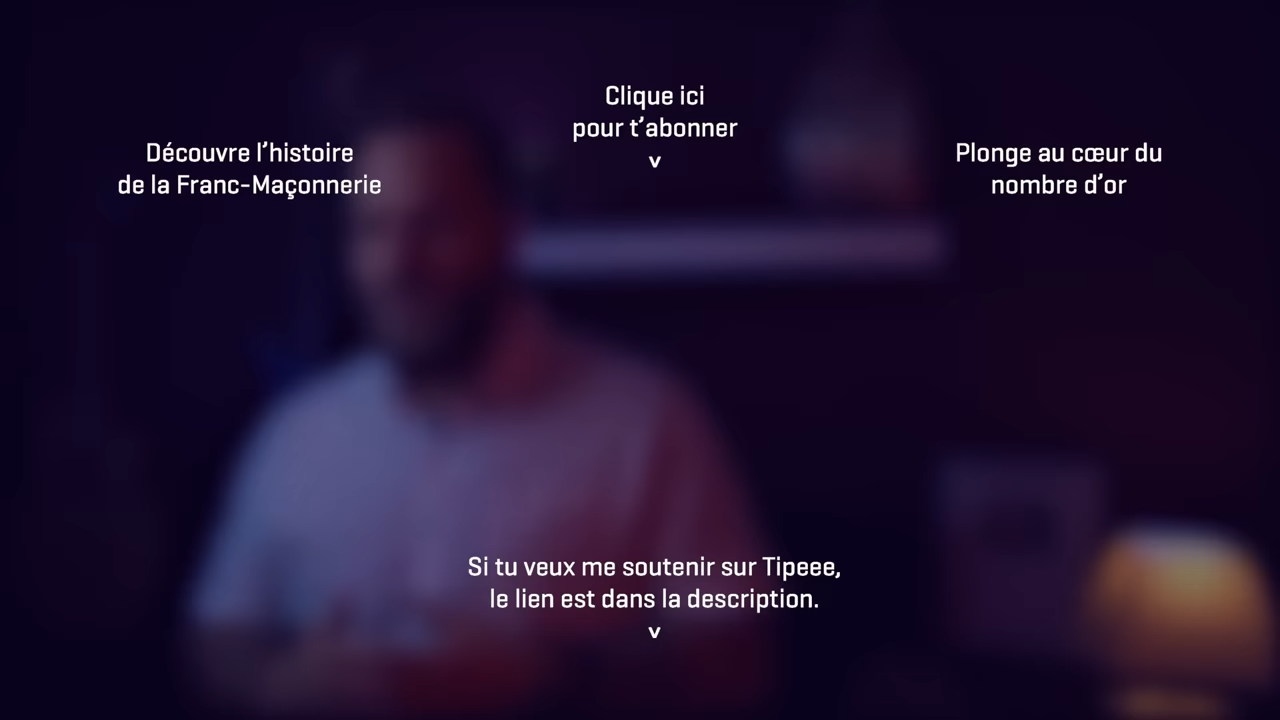 Découvre l’histoire
de la Franc-Maçonnerie
Clique ici
pour t’abonner
v
Plonge au cœur du
nombre d’or
Si tu veux me soutenir sur Tipeee,
le lien est dans la description.
v